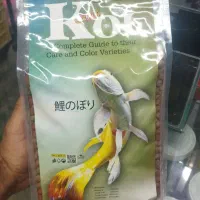 Koi
Complete Guide to their
Care and Color Varieties
鯉のぼり